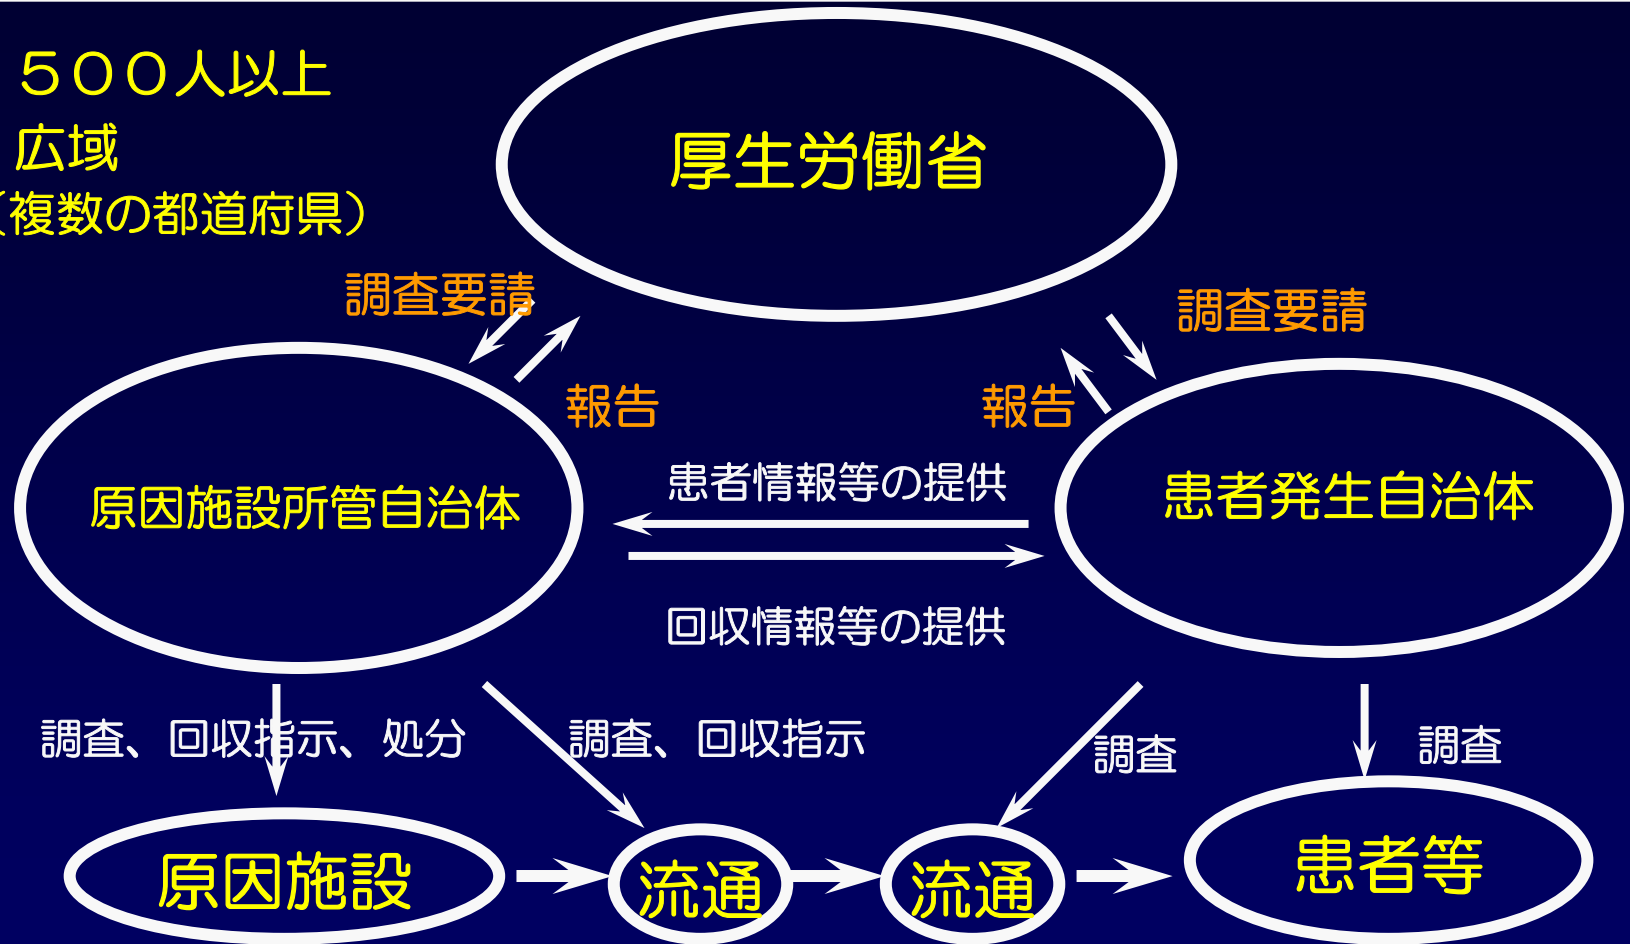 ５００人以上
広域
（複数の都道府県）
厚生労働省
調査要請
調査要請
報告
報告
患者情報等の提供
原因施設所管自治体
患者発生自治体
回収情報等の提供
調査、回収指示、処分
調査、回収指示
調査
調査
原因施設
流通
流通
患者等